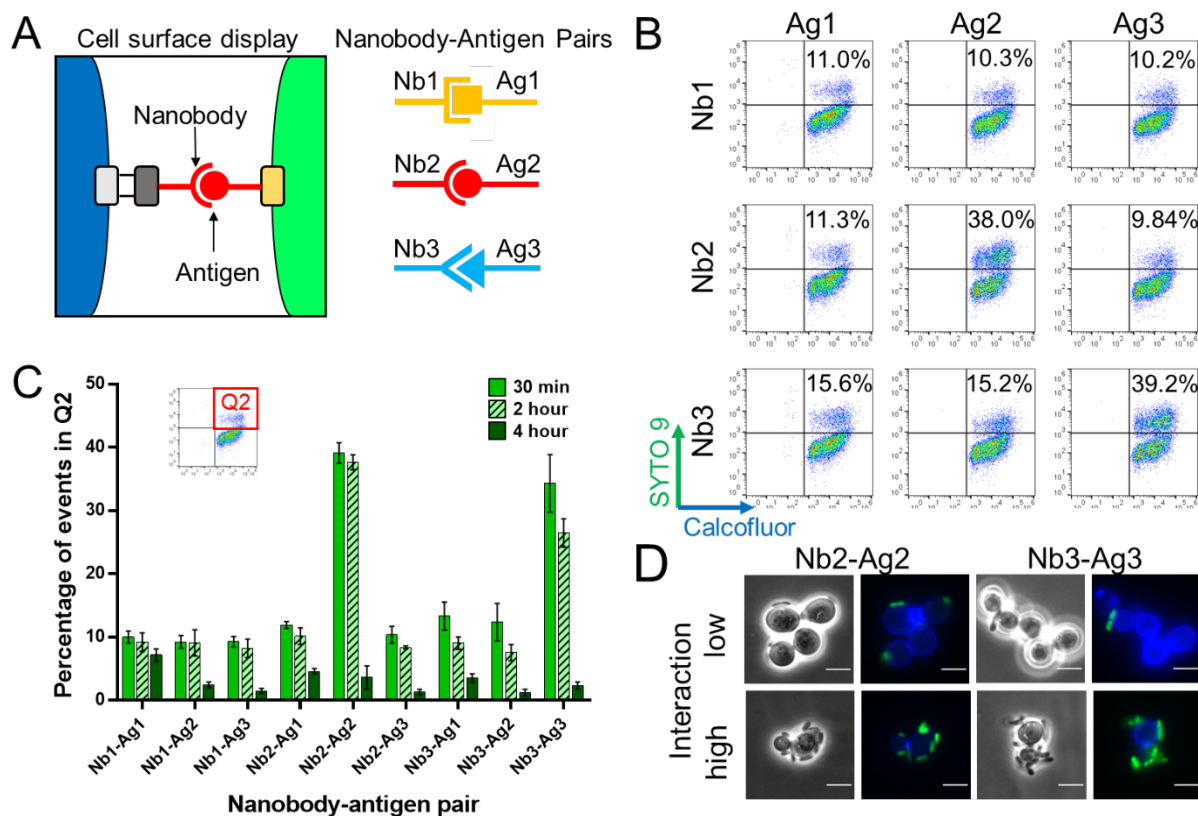 A
Cell surface display
Nanobody-Antigen Pairs
Nanobody
Antigen
Nb1 Ag1
Nb2 Ag2
Nb3 Ag3
B
Ag1 Ag2 Ag3
Nb1
11.0% 10.3% 10.2%
Nb2
11.3% 38.0% 9.84%
Nb3
15.6% 15.2% 39.2%
SYTO 9
Calcofluor
C
Percentage of events in Q2
50
40
30
20
10
0
Q2
30 min
2 hour
4 hour
Nb1-Ag1
Nb1-Ag2
Nb1-Ag3
Nb2-Ag1
Nb2-Ag2
Nb2-Ag3
Nb3-Ag1
Nb3-Ag2
Nb3-Ag3
Nanobody-antigen pair
D
Nb2-Ag2 Nb3-Ag3
Interaction
low
high